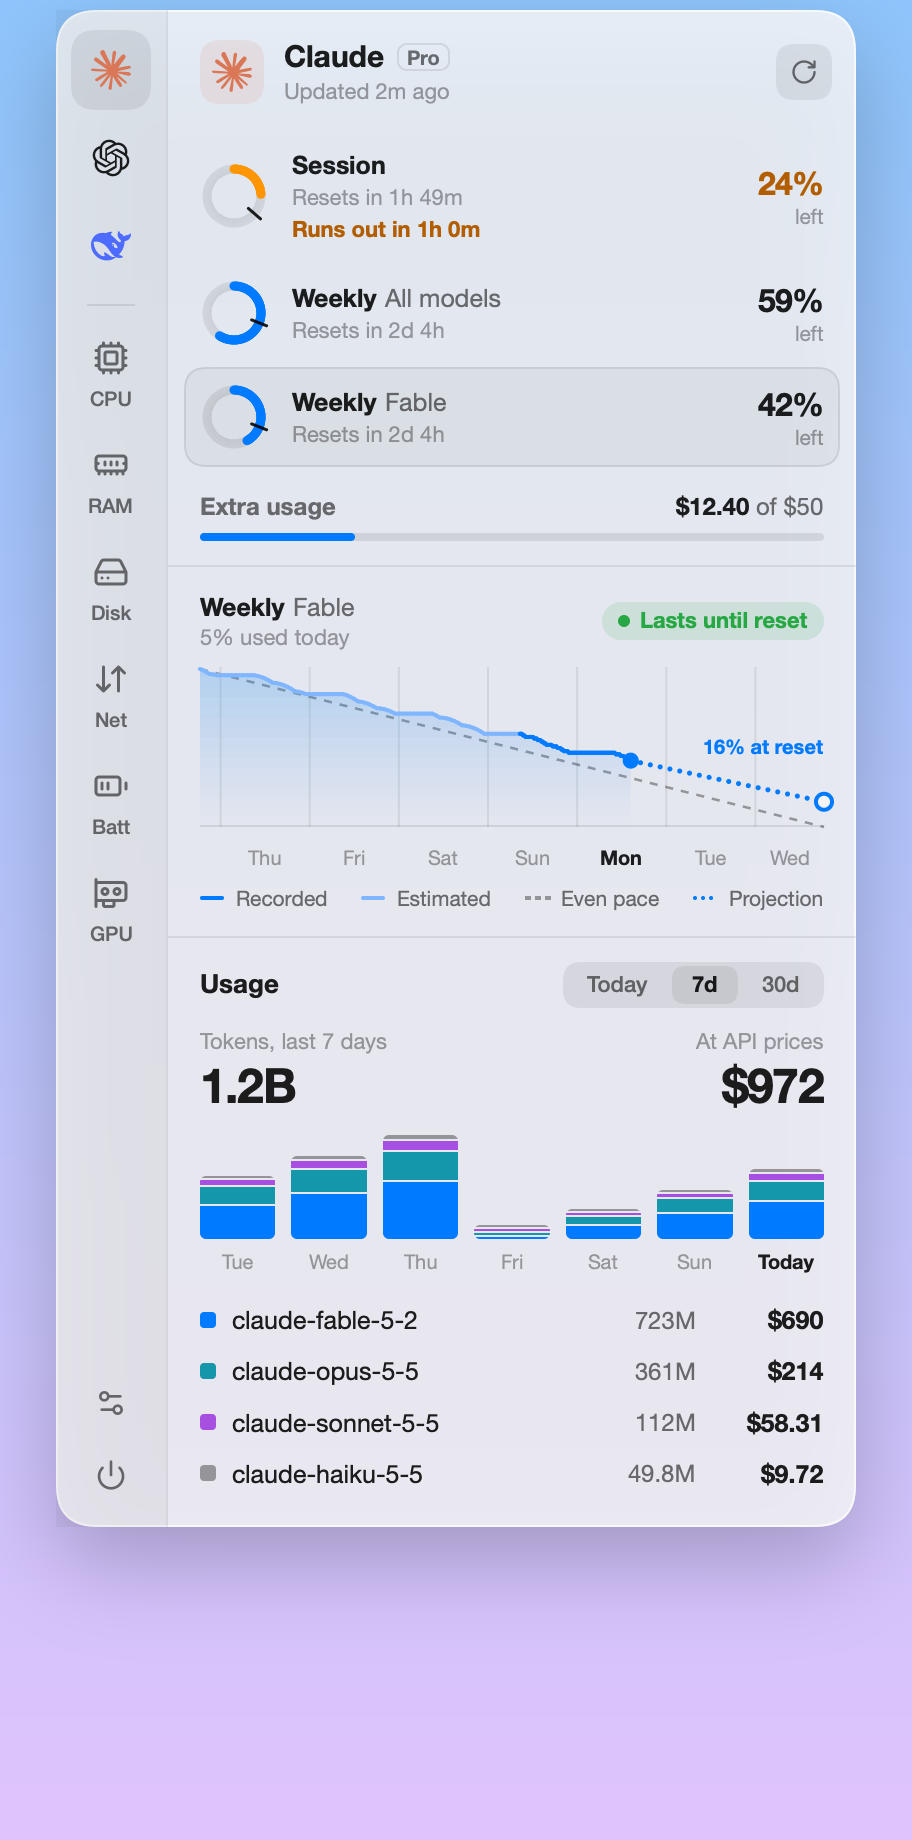 Claude Pro
Updated 2m ago
Session
Resets in 1h 49m
Runs out in 1h 0m
24%
left
Weekly All models
Resets in 2d 4h
59%
left
Weekly Fable
Resets in 2d 4h
42%
left
Extra usage
$12.40 of $50
CPU
RAM
Disk
Net
Batt
GPU
Weekly Fable
5% used today
Lasts until reset
16% at reset
Thu Fri Sat Sun Mon Tue Wed
Recorded Estimated Even pace Projection
Usage
Today 7d 30d
Tokens, last 7 days
At API prices
1.2B
$972
Tue Wed Thu Fri Sat Sun Today
claude-fable-5-2 723M $690
claude-opus-5-5 361M $214
claude-sonnet-5-5 112M $58.31
claude-haiku-5-5 49.8M $9.72